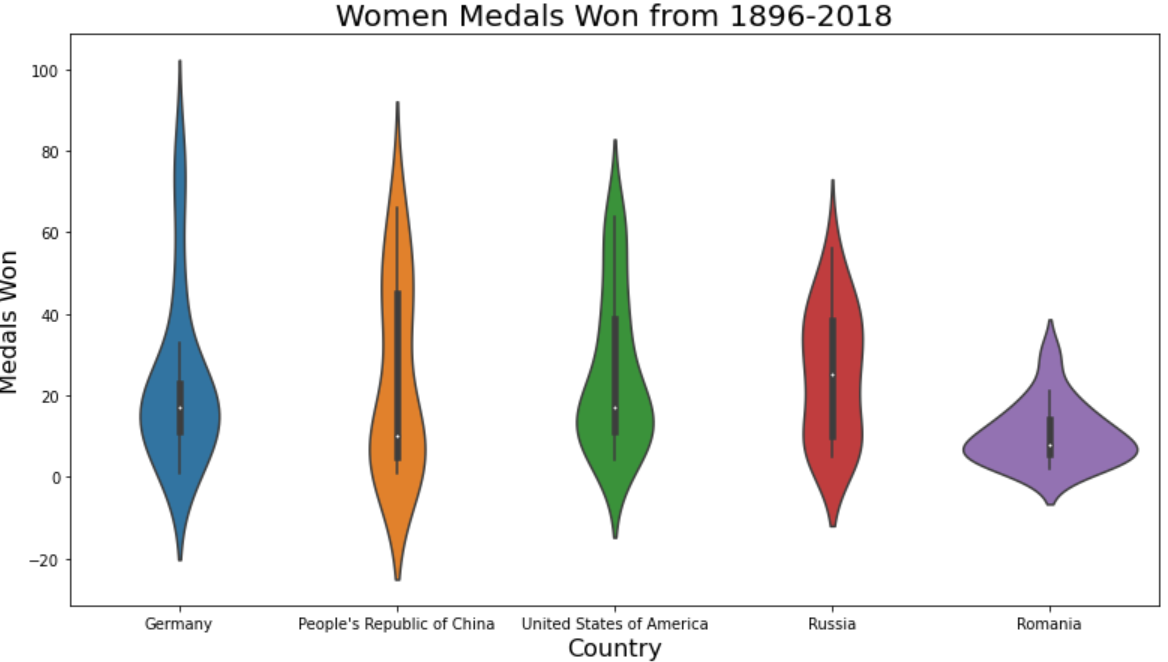 Women Medals Won from 1896-2018
Medals Won
100
80
60
40
20
0
−20
Germany People's Republic of China United States of America Russia Romania
Country